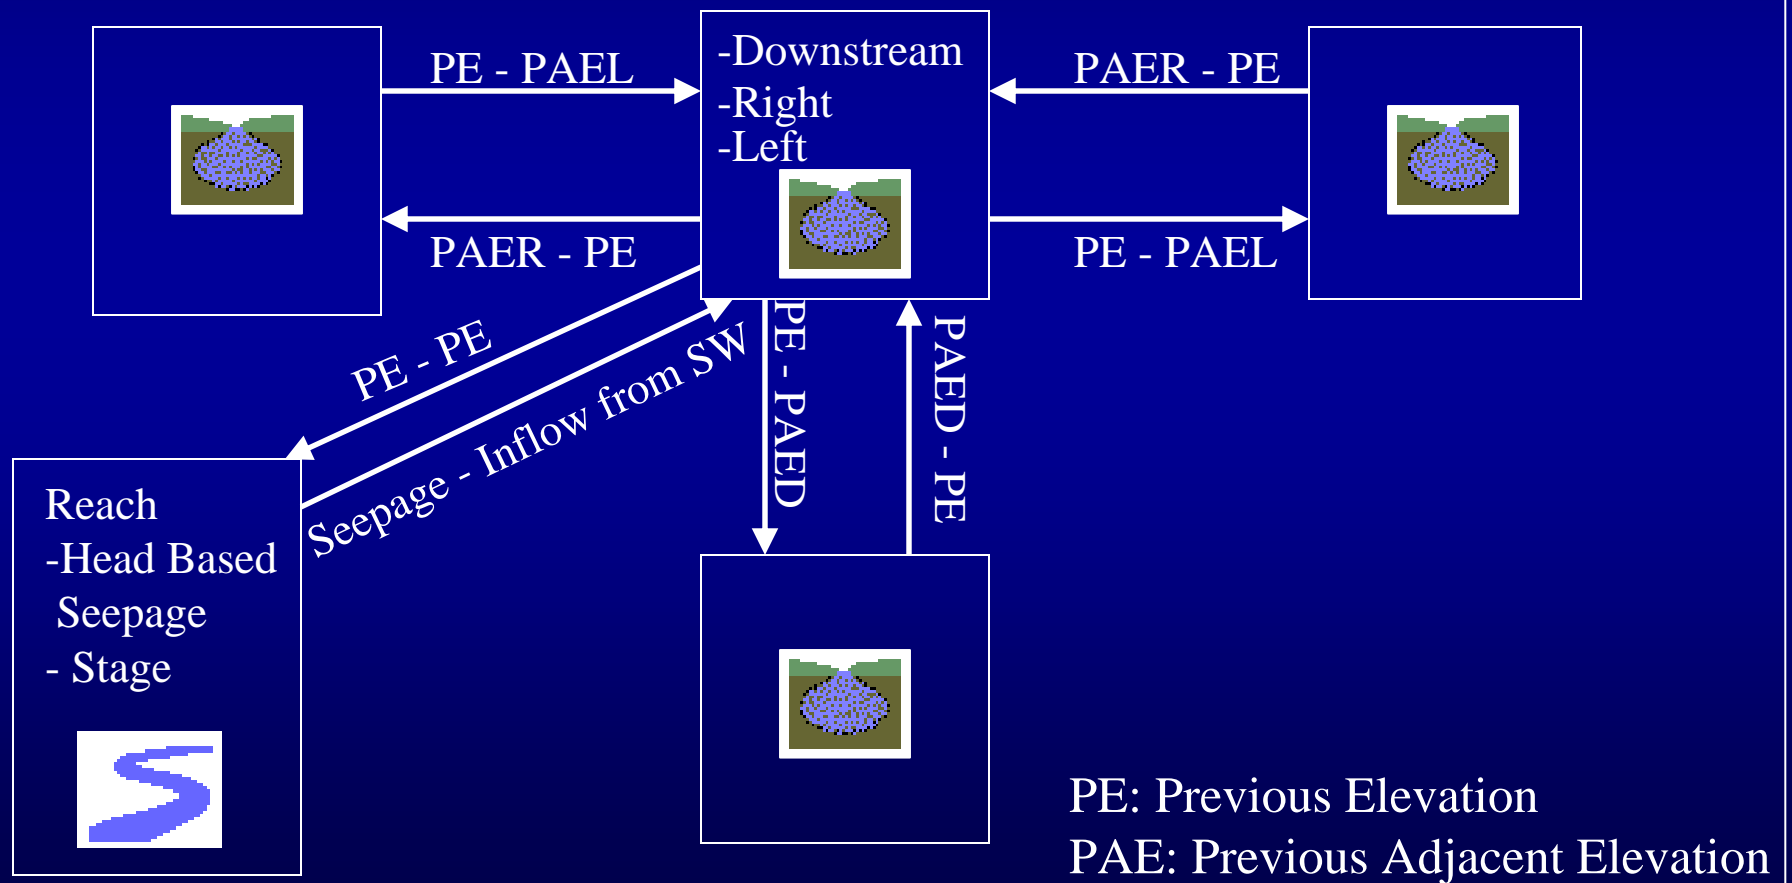 PE - PAEL
-Downstream
-Right
-Left
PAER - PE
PAER - PE
PE - PAEL
PE - PE
Seepage - Inflow from SW
PE - PAED
PAED - PE
Reach
-Head Based
Seepage
- Stage
PE: Previous Elevation
PAE: Previous Adjacent Elevation